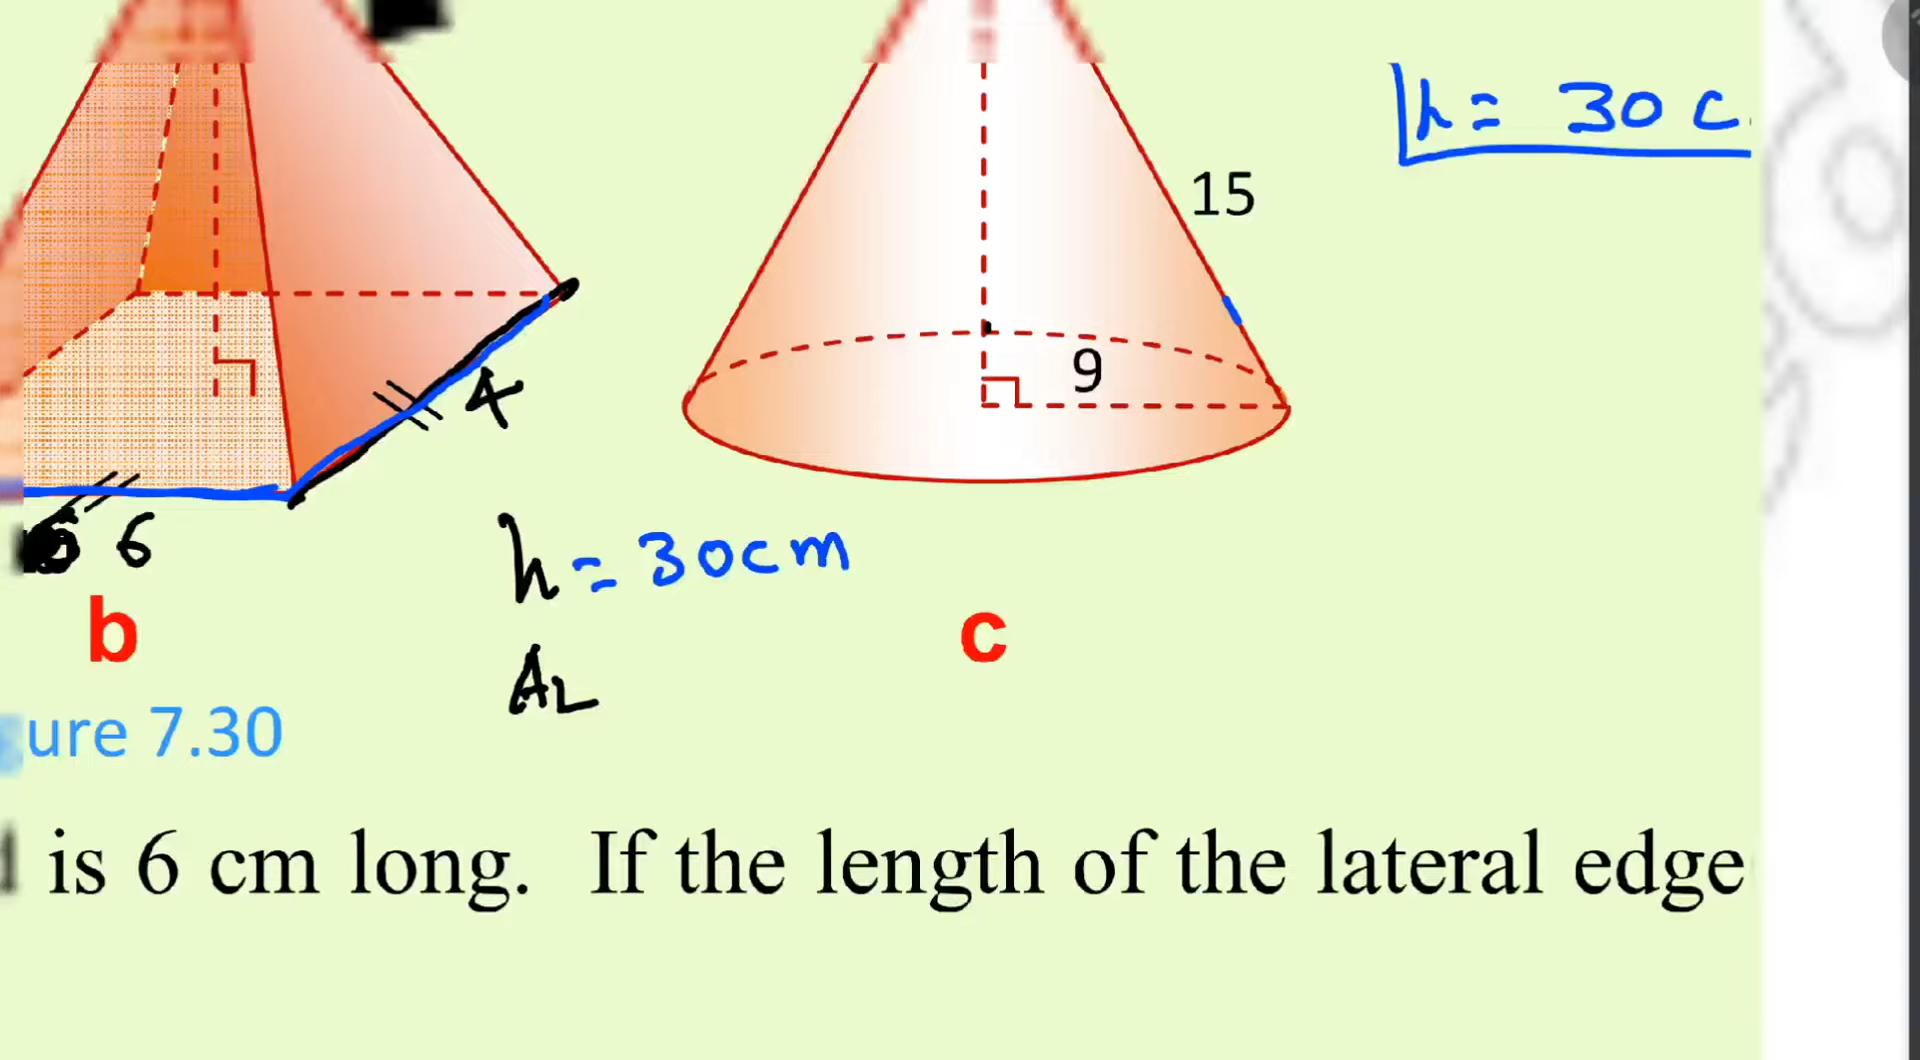 h = 30 c
15
9
4
6
h = 30cm
b
c
AL
ure 7.30
is 6 cm long. If the length of the lateral edge